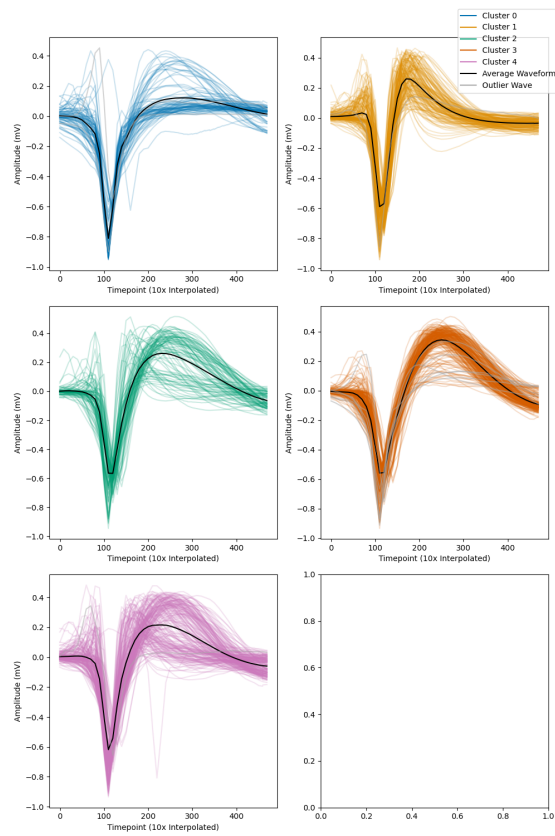 Cluster 0
Cluster 1
Cluster 2
Cluster 3
Cluster 4
Average Waveform
Outlier Wave
0.4
0.2
0.0
−0.2
−0.4
−0.6
−0.8
−1.0
Amplitude (mV)
0 100 200 300 400
Timepoint (10x Interpolated)
0.4
0.2
0.0
−0.2
−0.4
−0.6
−0.8
−1.0
Amplitude (mV)
0 100 200 300 400
Timepoint (10x Interpolated)
0.4
0.2
0.0
−0.2
−0.4
−0.6
−0.8
−1.0
Amplitude (mV)
0 100 200 300 400
Timepoint (10x Interpolated)
0.4
0.2
0.0
−0.2
−0.4
−0.6
−0.8
−1.0
Amplitude (mV)
0 100 200 300 400
Timepoint (10x Interpolated)
0.4
0.2
0.0
−0.2
−0.4
−0.6
−0.8
−1.0
Amplitude (mV)
0 100 200 300 400
Timepoint (10x Interpolated)
1.0
0.8
0.6
0.4
0.2
0.0
0.0 0.2 0.4 0.6 0.8 1.0